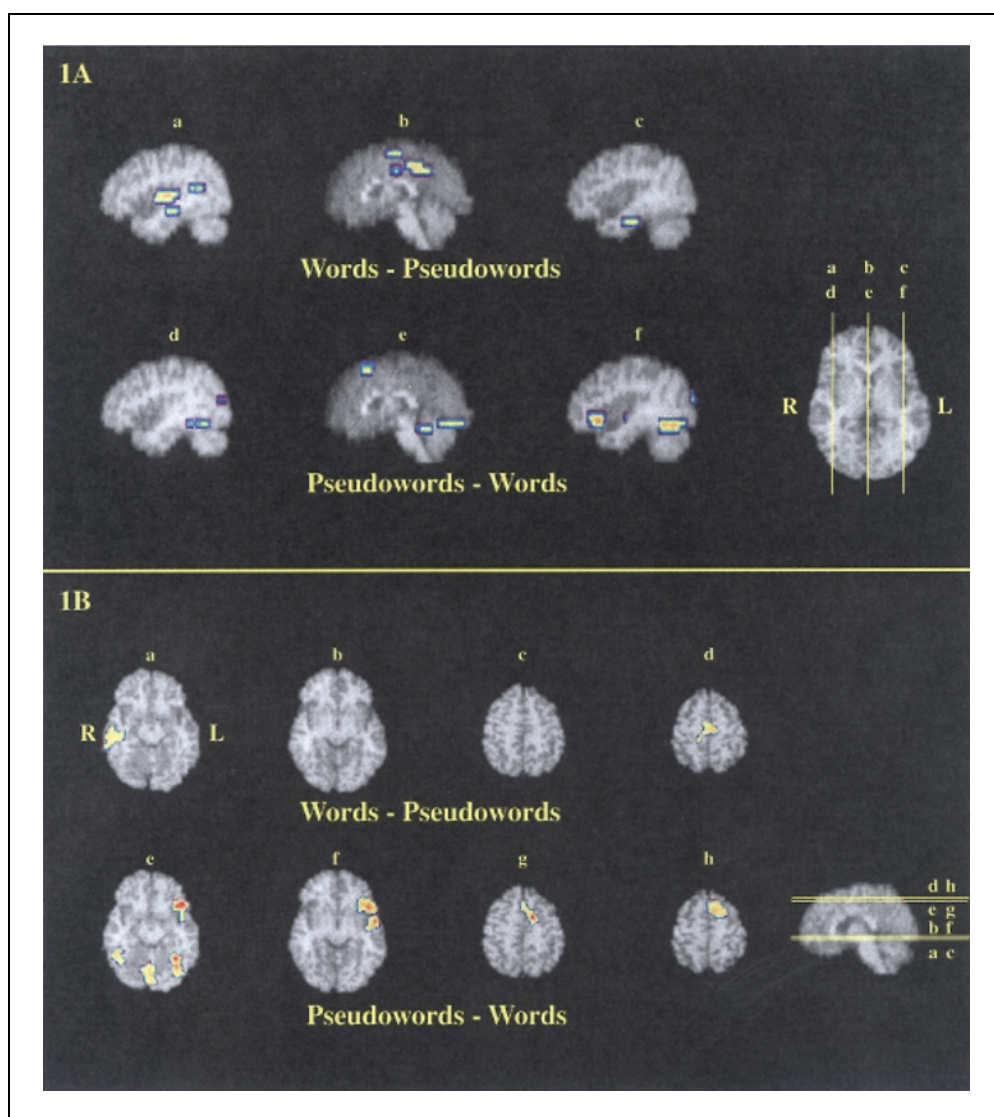 1A
a b c
Words - Pseudowords
a b c
d e f
d e f
R L
Pseudowords - Words
1B
a b c d
R L
Words - Pseudowords
e f g h
d h
e g
b f
a c
Pseudowords - Words